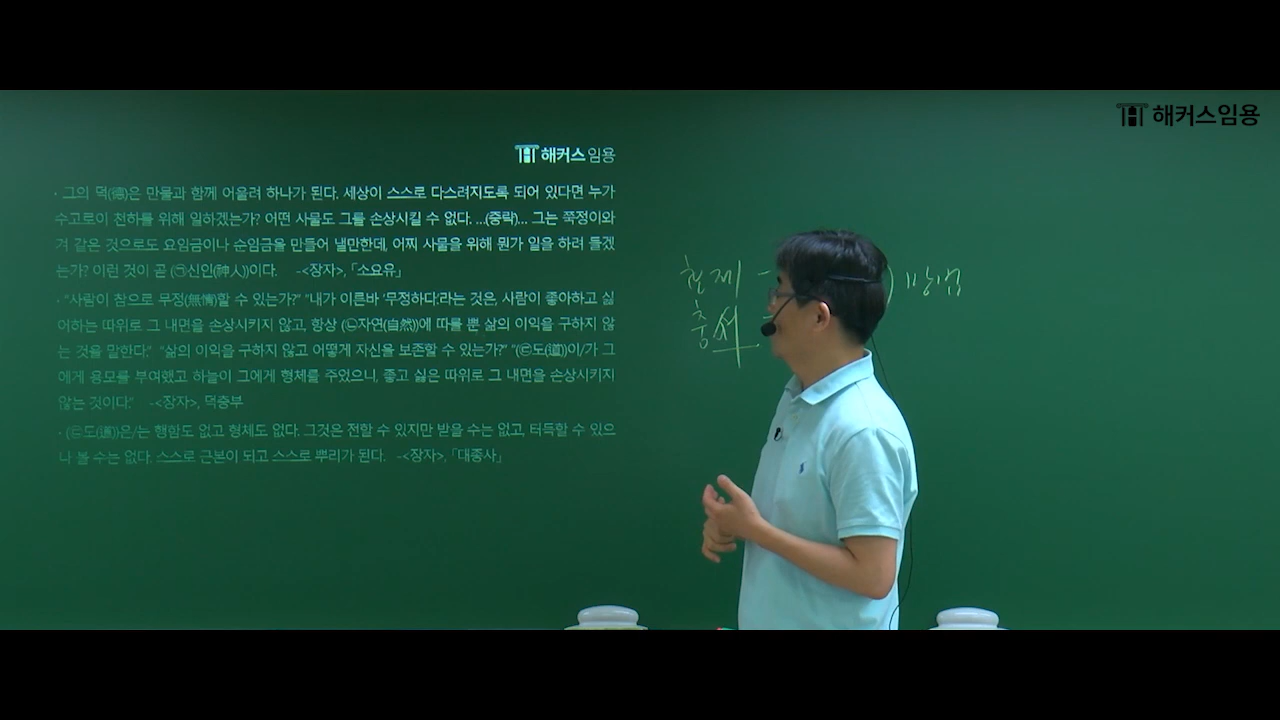 해커스임용
해커스 임용
· 그의 덕(德)은 만물과 함께 어울려 하나가 된다. 세상이 스스로 다스려지도록 되어 있다면 누가
수고로이 천하를 위해 일하겠는가? 어떤 사물도 그를 손상시킬 수 없다. ...(중략)... 그는 쭉정이와
겨 같은 것으로도 요임금이나 순임금을 만들어 낼만한데, 어찌 사물을 위해 뭔가 일을 하려 들겠
는가? 이런 것이 곧 (㉠신인(神人))이다. -<장자>, 「소요유」
· "사람이 참으로 무정(無情)할 수 있는가?" "내가 이른바 '무정하다'라는 것은, 사람이 좋아하고 싫
어하는 따위로 그 내면을 손상시키지 않고, 항상 (㉡자연(自然))에 따를 뿐 삶의 이익을 구하지 않
는 것을 말한다." "삶의 이익을 구하지 않고 어떻게 자신을 보존할 수 있는가?" "(㉢도(道))이/가 그
에게 용모를 부여했고 하늘이 그에게 형체를 주었으니, 좋고 싫은 따위로 그 내면을 손상시키지
않는 것이다." -<장자>, 덕충부
· (㉢도(道))은/는 행함도 없고 형체도 없다. 그것은 전할 수 있지만 받을 수는 없고, 터득할 수 있으
나 볼 수는 없다. 스스로 근본이 되고 스스로 뿌리가 된다. -<장자>, 「대종사」
충서